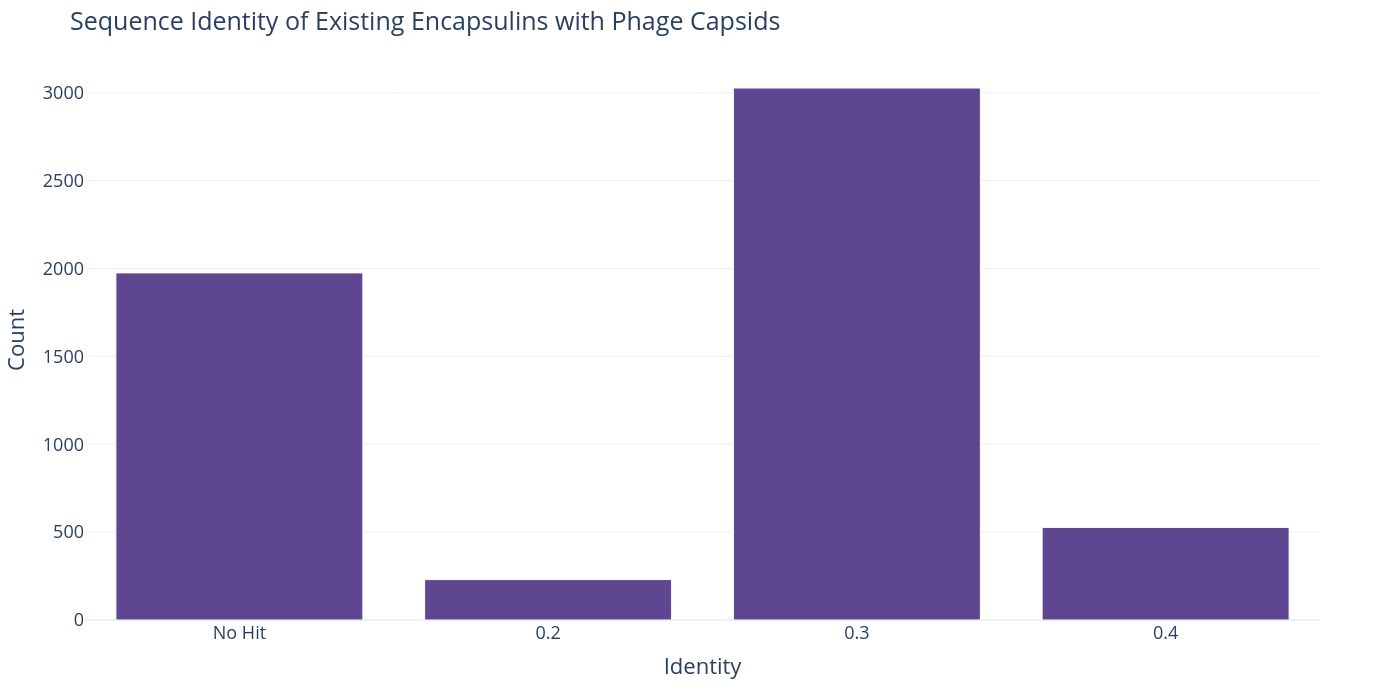 Sequence Identity of Existing Encapsulins with Phage Capsids
3000
2500
2000
1500
1000
500
0
Count
No Hit 0.2 0.3 0.4
Identity